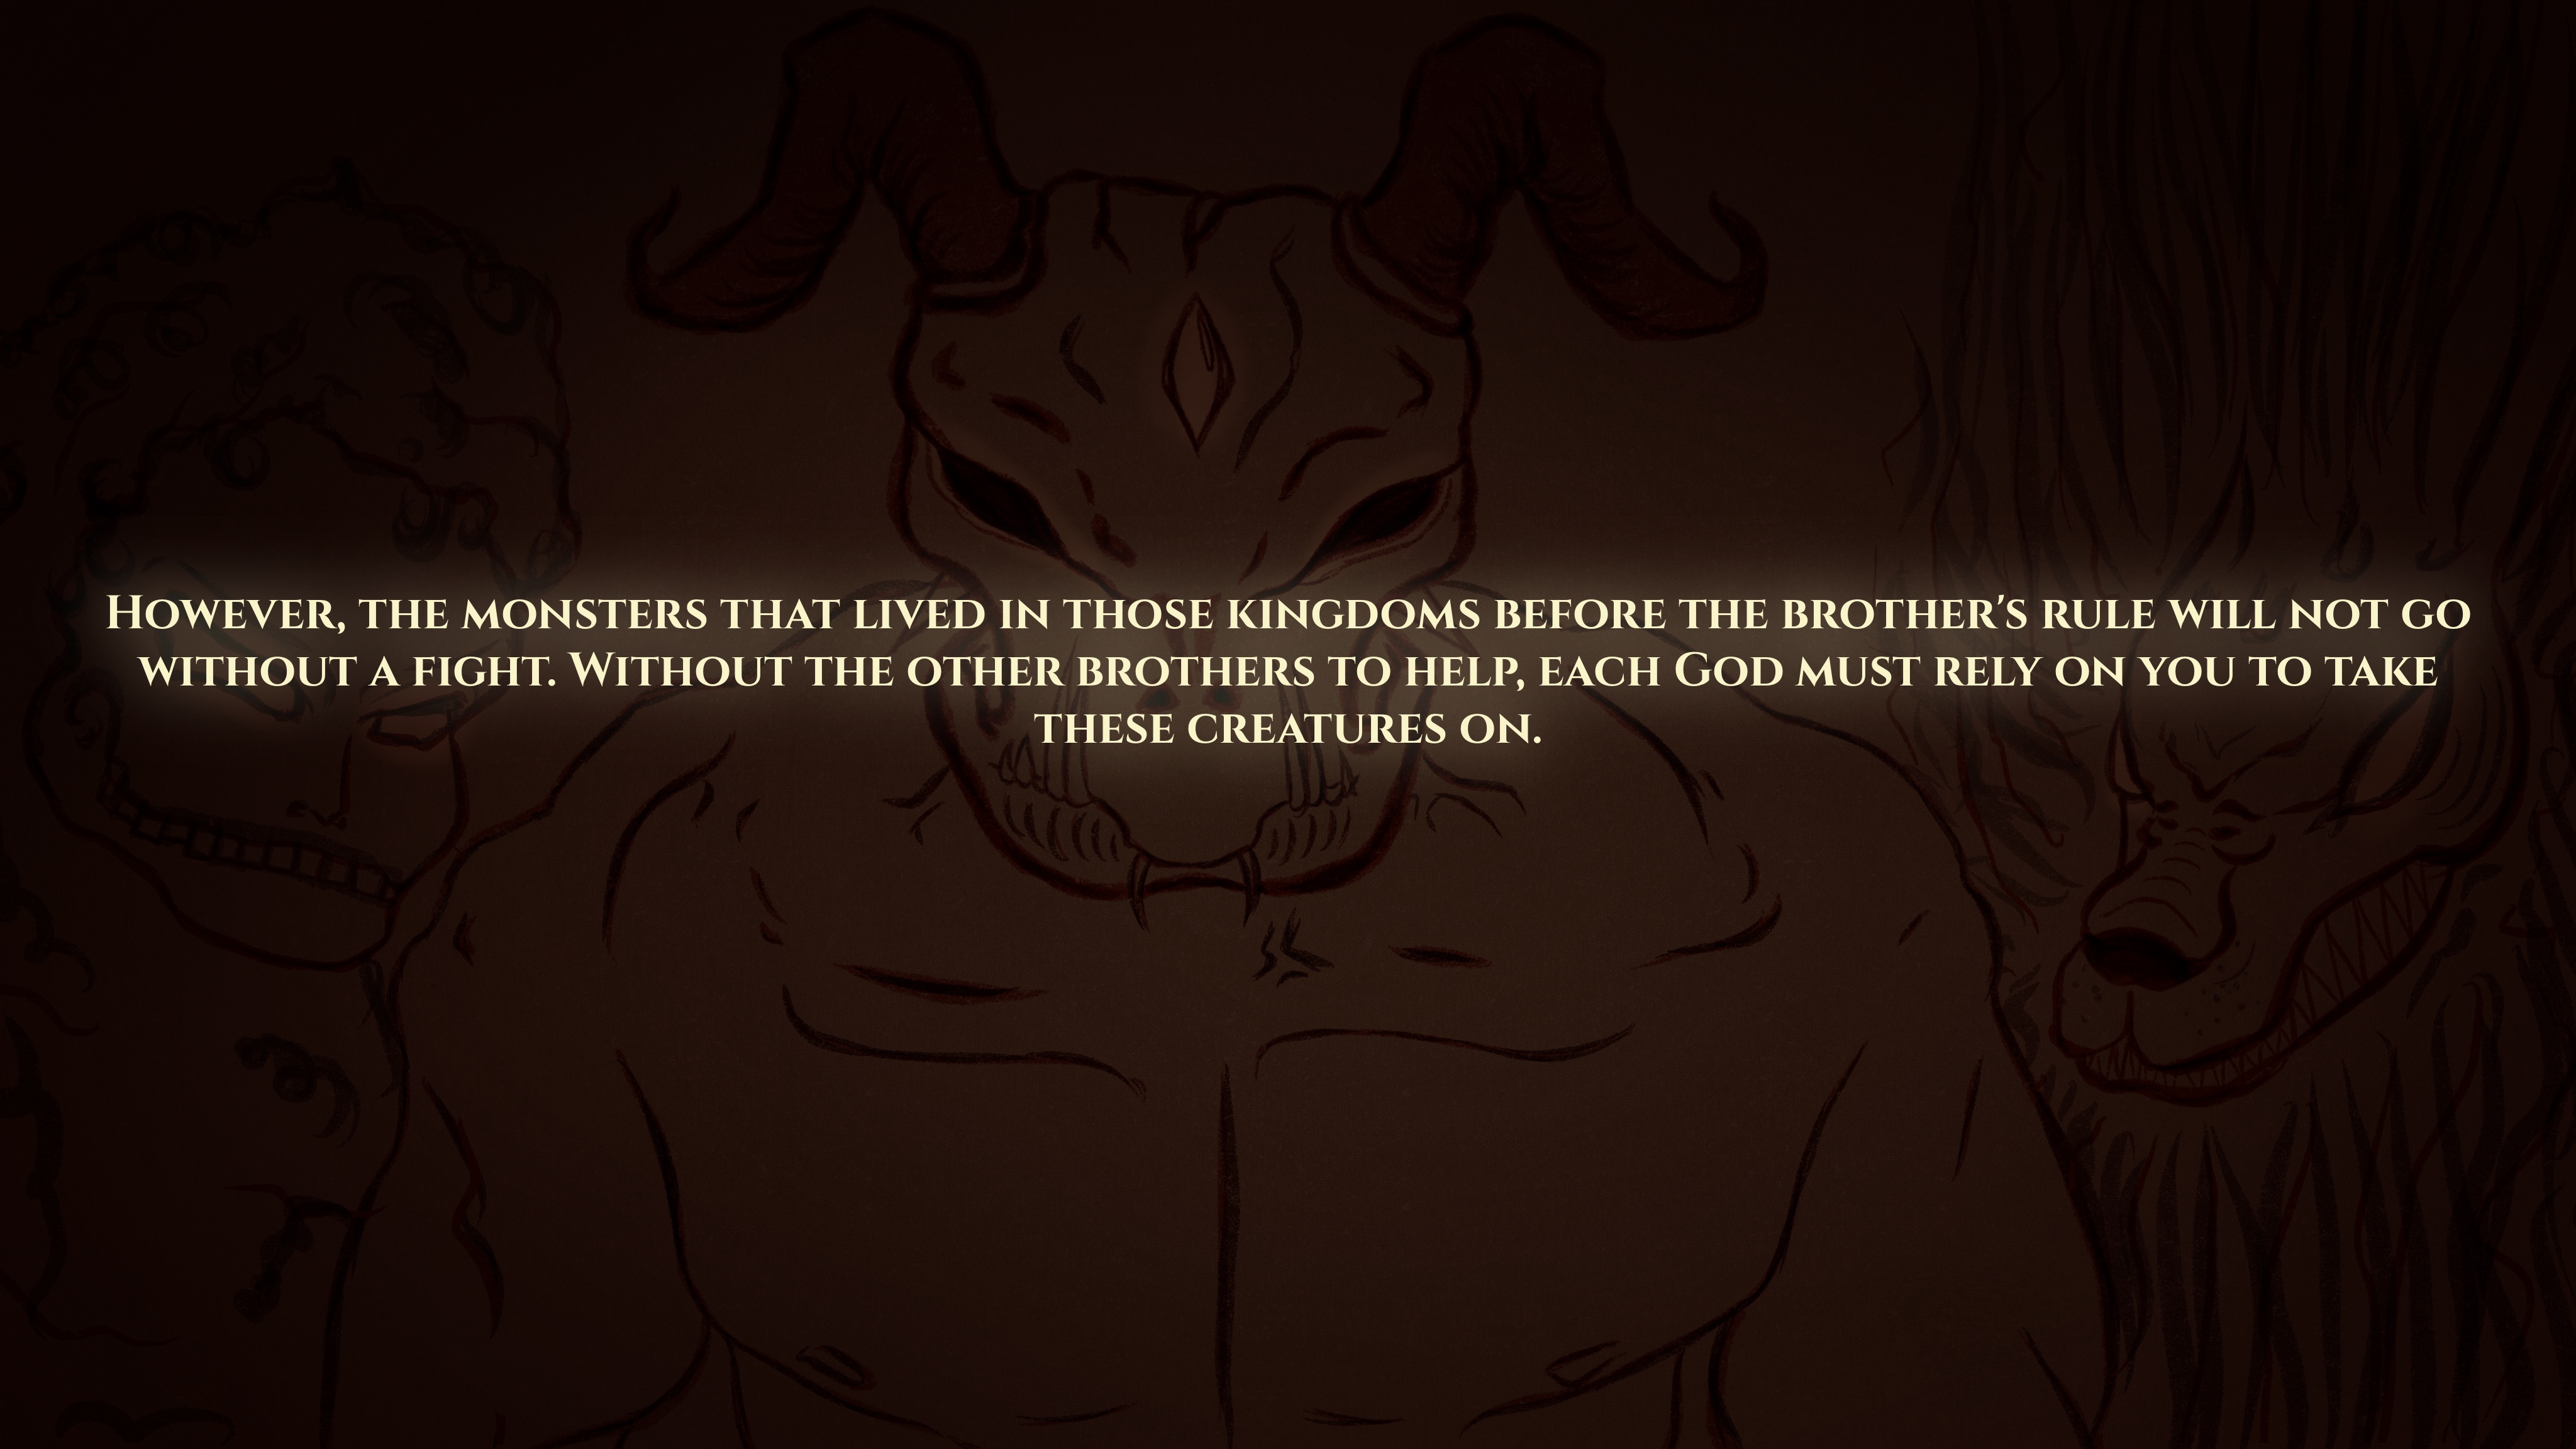 However, the monsters that lived in those kingdoms before the brother's rule will not go
without a fight. Without the other brothers to help, each God must rely on you to take
these creatures on.